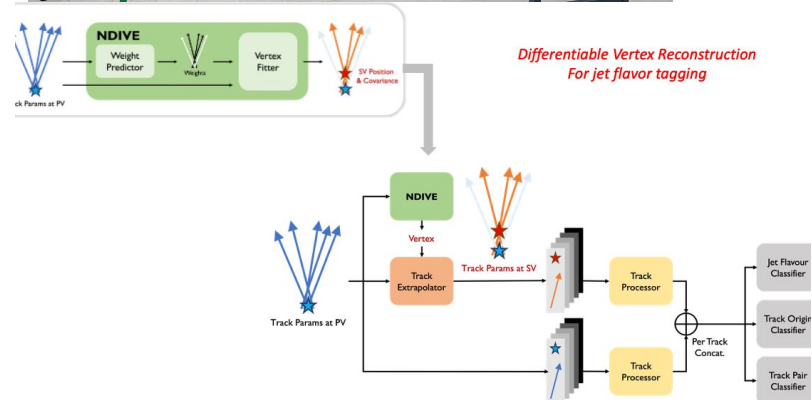 NDIVE
Weight
Predictor
Weights
Vertex
Fitter
SV Position
& Covariance
ck Params at PV
Differentiable Vertex Reconstruction
For jet flavor tagging
NDIVE
Vertex
Track
Extrapolator
Track Params at SV
Track Params at PV
Track
Processor
Track
Processor
Per Track
Concat.
Jet Flavour
Classifier
Track Origin
Classifier
Track Pair
Classifier